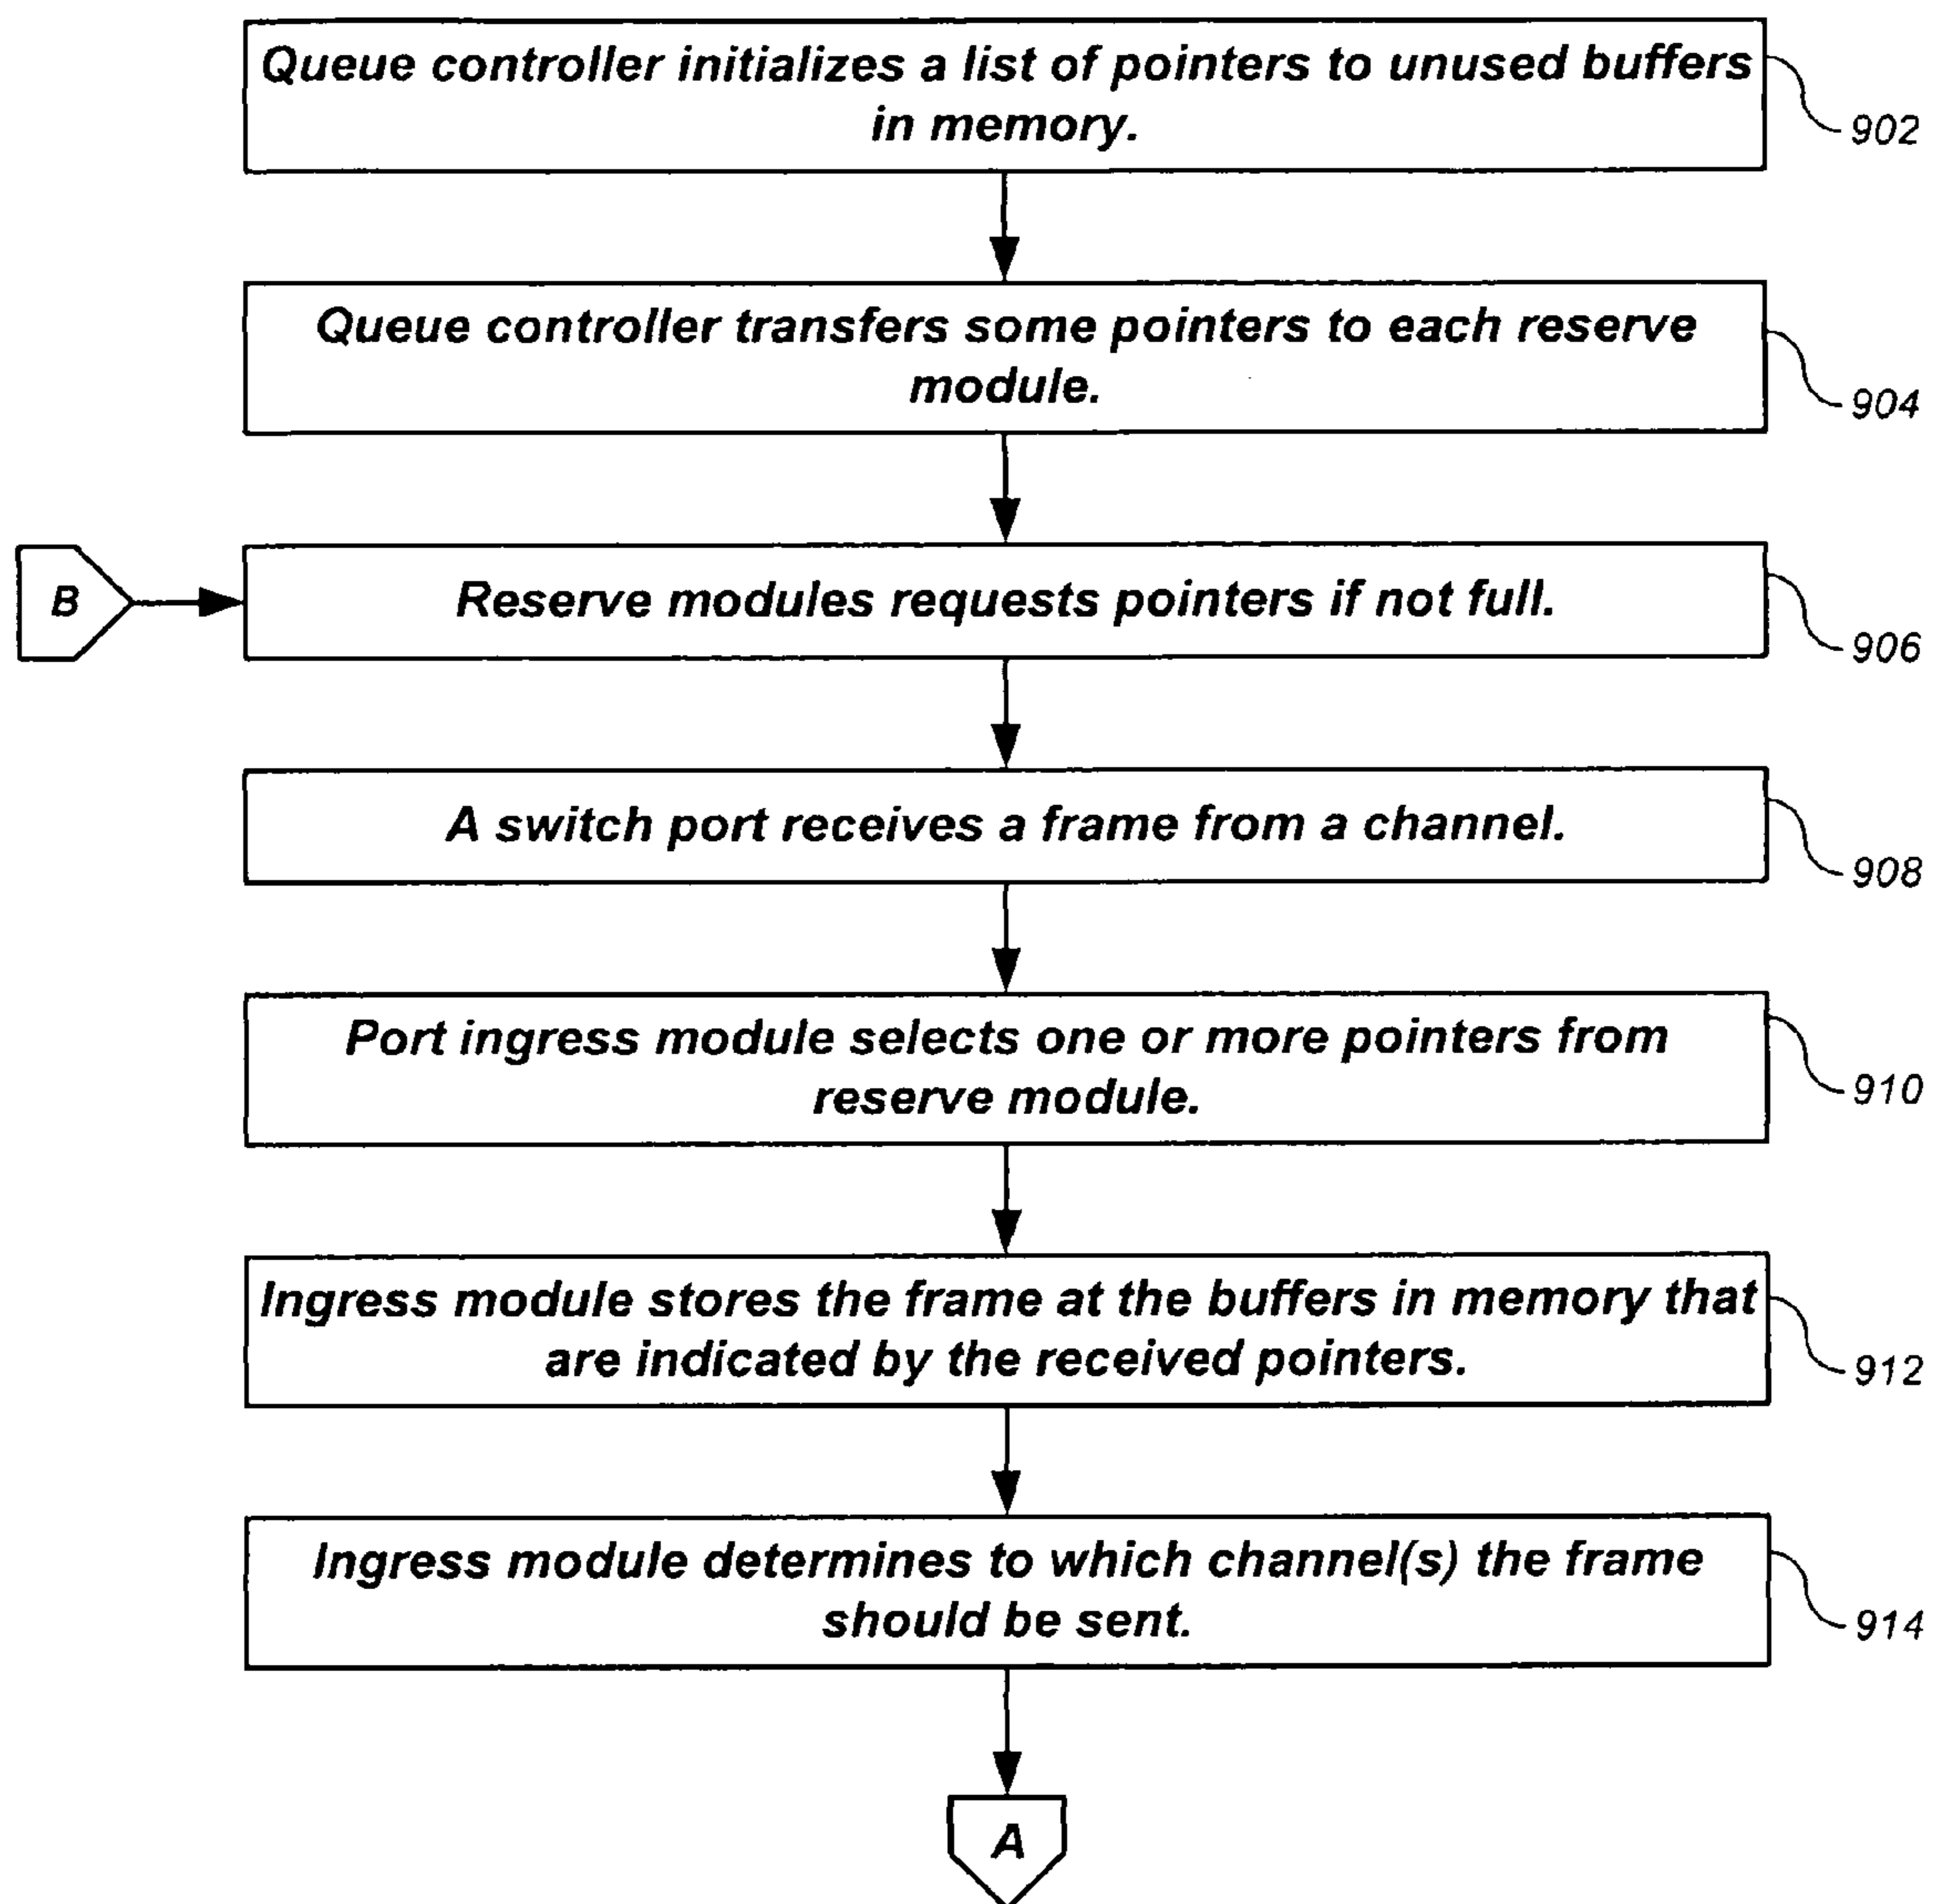 Queue controller initializes a list of pointers to unused buffers
in memory.
902
Queue controller transfers some pointers to each reserve
module.
904
B
Reserve modules requests pointers if not full.
906
A switch port receives a frame from a channel.
908
Port ingress module selects one or more pointers from
reserve module.
910
Ingress module stores the frame at the buffers in memory that
are indicated by the received pointers.
912
Ingress module determines to which channel(s) the frame
should be sent.
914
A